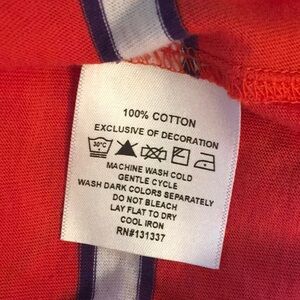 100% COTTON
EXCLUSIVE OF DECORATION
30°C
MACHINE WASH COLD
GENTLE CYCLE
WASH DARK COLORS SEPARATELY
DO NOT BLEACH
LAY FLAT TO DRY
COOL IRON
RN#131337